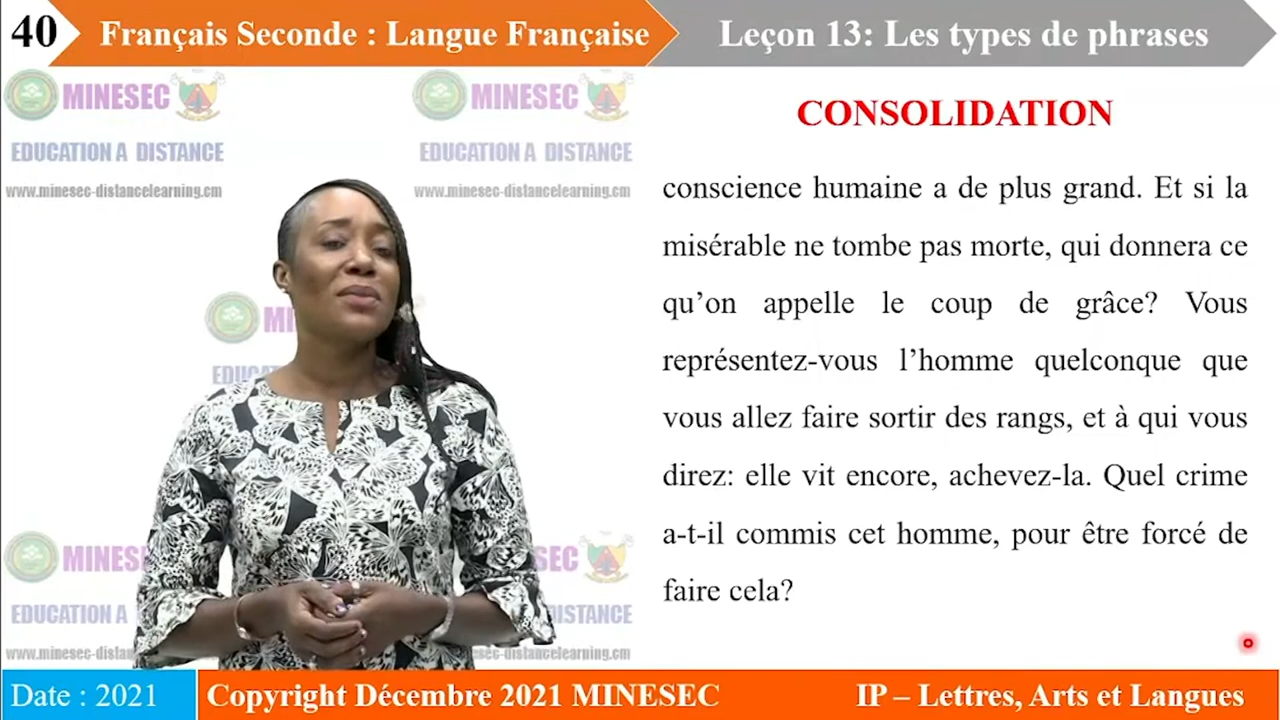 40
Français Seconde : Langue Française
Leçon 13: Les types de phrases
MINESEC
MINESEC
EDUCATION A DISTANCE
EDUCATION A DISTANCE
www.minesec-distancelearning.cm
www.minesec-distancelearning.cm
CONSOLIDATION
conscience humaine a de plus grand. Et si la
misérable ne tombe pas morte, qui donnera ce
qu’on appelle le coup de grâce? Vous
représentez-vous l’homme quelconque que
vous allez faire sortir des rangs, et à qui vous
direz: elle vit encore, achevez-la. Quel crime
a-t-il commis cet homme, pour être forcé de
faire cela?
MINESEC
EDUCATION A
DISTANCE
Date : 2021
Copyright Décembre 2021 MINESEC
IP – Lettres, Arts et Langues